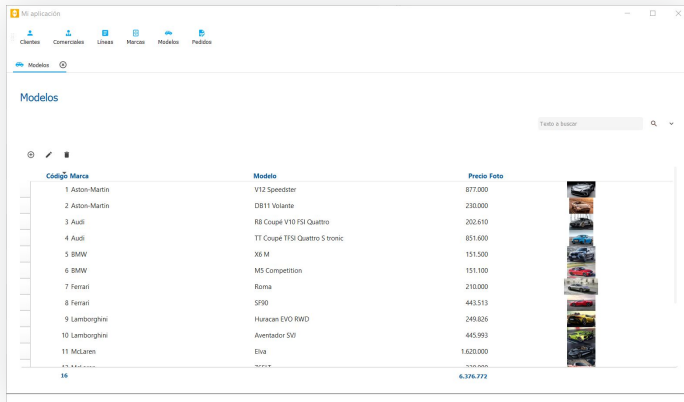 Mi aplicación
Clientes Comerciales Líneas Marcas Modelos Pedidos
Modelos
Modelos
Texto a buscar
Código Marca Modelo Precio Foto
1 Aston-Martin V12 Speedster 877.000
2 Aston-Martin DB11 Volante 230.000
3 Audi R8 Coupé V10 FSI Quattro 202.610
4 Audi TT Coupé TFSI Quattro S tronic 851.600
5 BMW X6 M 151.500
6 BMW M5 Competition 151.100
7 Ferrari Roma 210.000
8 Ferrari SF90 443.513
9 Lamborghini Huracan EVO RWD 249.826
10 Lamborghini Aventador SVJ 445.993
11 McLaren Elva 1.620.000
16 6.376.772